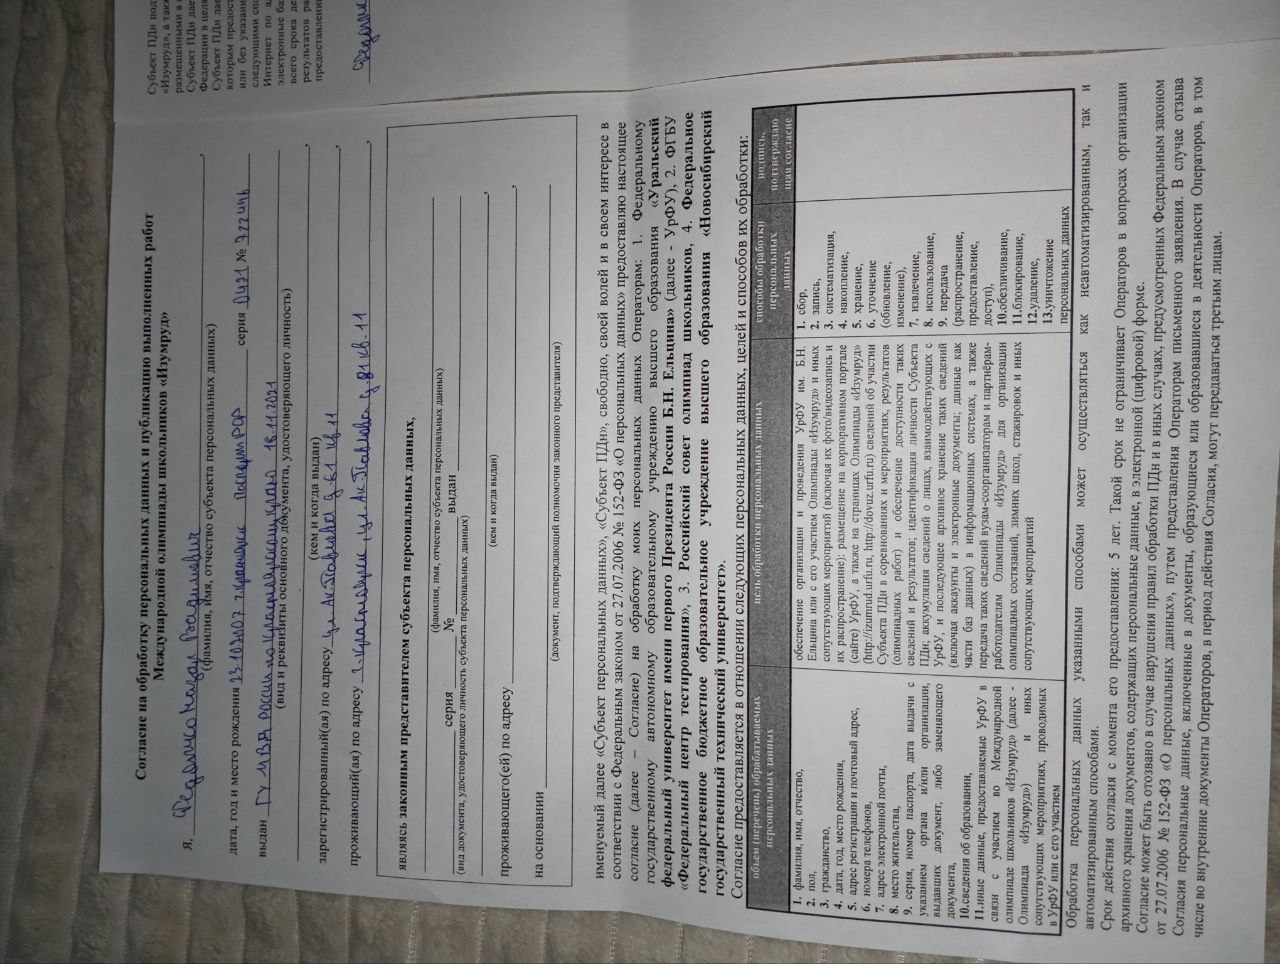 Согласие на обработку персональных данных и публикацию выполненных работ
Международной олимпиады школьников «Изумруд»
Я, Назар Вадимович
(фамилия, имя, отчество субъекта персональных данных)
дата, год и место рождения 23.10.2007 г.Красноярск Паспорт РФ серия 0421 №
выдан ГУ МВД России по Красноярскому краю 18.11.2021
(вид и реквизиты основного документа, удостоверяющего личность)
(кем и когда выдан)
зарегистрированный(ая) по адресу ул. Ак.Павлова д. кв 11
проживающий(ая) по адресу г.Красноярск, ул. Ак.Павлова д. 81 кв. 11
являясь законным представителем субъекта персональных данных,
(фамилия, имя, отчество субъекта персональных данных)
серия № выдан
(вид документа, удостоверяющего личность субъекта персональных данных)
(кем и когда выдан)
проживающего(ей) по адресу
на основании
(документ, подтверждающий полномочия законного представителя)
именуемый далее «Субъект персональных данных», «Субъект ПДн», свободно, своей волей и в своем интересе в
соответствии с Федеральным законом от 27.07.2006 № 152-ФЗ «О персональных данных» предоставляю настоящее
согласие (далее – Согласие) на обработку моих персональных данных Операторам: 1. Федеральному
государственному автономному образовательному учреждению высшего образования «Уральский
федеральный университет имени первого Президента России Б.Н. Ельцина» (далее - УрФУ), 2. ФГБУ
«Федеральный центр тестирования», 3. Российский совет олимпиад школьников, 4. Федеральное
государственное бюджетное образовательное учреждение высшего образования «Новосибирский
государственный технический университет».
Согласие предоставляется в отношении следующих персональных данных, целей и способов их обработки:
объем (перечень) обрабатываемых
персональных данных
цель обработки персональных данных
способы обработки
персональных
данных
подпись,
подтверждаю
щая согласие
1. фамилия, имя, отчество,
2. пол,
3. гражданство,
4. дата, год, место рождения,
5. адрес регистрации и почтовый адрес,
6. номера телефонов,
7. адрес электронной почты,
8. место жительства,
9. серия, номер паспорта, дата выдачи с
указанием органа и/или организации,
выдавших документ, либо заменяющего
документа,
10.сведения об образовании,
11.иные данные, предоставляемые УрФУ в
связи с участием во Международной
олимпиаде школьников «Изумруд» (далее -
Олимпиада «Изумруд») и иных
сопутствующих мероприятиях, проводимых
в УрФУ или с его участием
обеспечение организации и проведения УрФУ им. Б.Н.
Ельцина или с его участием Олимпиады «Изумруд» и иных
сопутствующих мероприятий (включая их фото/видеозапись и
их распространение): размещение на корпоративном портале
(сайте) УрФУ, а также на страницах Олимпиады «Изумруд»
(http://izumrud.urfu.ru, http://dovuz.urfu.ru) сведений об участии
Субъекта ПДн в соревнованиях и мероприятиях, результатов
(олимпиадных работ) и обеспечение доступности таких
сведений и результатов; идентификация личности Субъекта
ПДн; аккумуляция сведений о лицах, взаимодействующих с
УрФУ, и последующее архивное хранение таких сведений
(включая аккаунты и электронные документы; данные как
части баз данных) в информационных системах, а также
передача таких сведений вузам-соорганизаторам и партнёрам-
работодателям Олимпиады «Изумруд» для организации
олимпиадных состязаний, зимних школ, стажировок и иных
сопутствующих мероприятий
1. сбор,
2. запись,
3. систематизация,
4. накопление,
5. хранение,
6. уточнение
(обновление,
изменение),
7. извлечение,
8. использование,
9. передача
(распространение,
предоставление,
доступ),
10.обезличивание,
11.блокирование,
12.удаление,
13.уничтожение
персональных данных
Обработка персональных данных указанными способами может осуществляться как неавтоматизированным, так и
автоматизированным способами.
Срок действия согласия с момента его предоставления: 5 лет. Такой срок не ограничивает Операторов в вопросах организации
архивного хранения документов, содержащих персональные данные, в электронной (цифровой) форме.
Согласие может быть отозвано в случае нарушения правил обработки ПДн и в иных случаях, предусмотренных Федеральным законом
от 27.07.2006 № 152-ФЗ «О персональных данных», путем представления Операторам письменного заявления. В случае отзыва
Согласия персональные данные, включенные в документы, образующиеся или образовавшиеся в деятельности Операторов, в том
числе во внутренние документы Операторов, в период действия Согласия, могут передаваться третьим лицам.
Субъект ПДн под
«Изумруд», а такж
размещенными в
Субъект ПДн дае
Федерации в целя
Субъект ПДн дас
которым предост
или без указани
следующими спо
Интернет по а
электронные ба
всего срока де
результатов ра
предоставлени